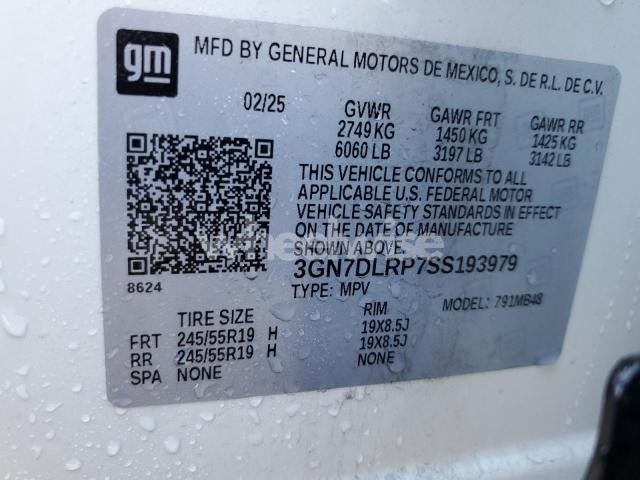 gm
MFD BY GENERAL MOTORS DE MEXICO, S. DE R.L. DE C.V.
02/25 GVWR GAWR FRT GAWR RR
2749 KG 1450 KG 1425 KG
6060 LB 3197 LB 3142 LB
THIS VEHICLE CONFORMS TO ALL
APPLICABLE U.S. FEDERAL MOTOR
VEHICLE SAFETY STANDARDS IN EFFECT
ON THE DATE OF MANUFACTURE
SHOWN ABOVE.
3GN7DLRP7SS193979
8624
TYPE: MPV MODEL: 791MB48
TIRE SIZE RIM
FRT 245/55R19 H 19X8.5J
RR 245/55R19 H 19X8.5J
SPA NONE NONE